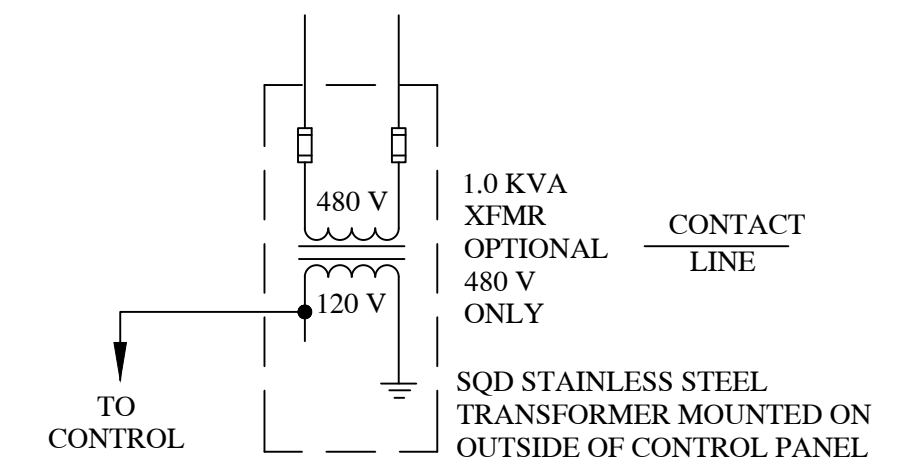 480 V
120 V
1.0 KVA
XFMR
OPTIONAL
480 V
ONLY
CONTACT
LINE
TO
CONTROL
SQD STAINLESS STEEL
TRANSFORMER MOUNTED ON
OUTSIDE OF CONTROL PANEL